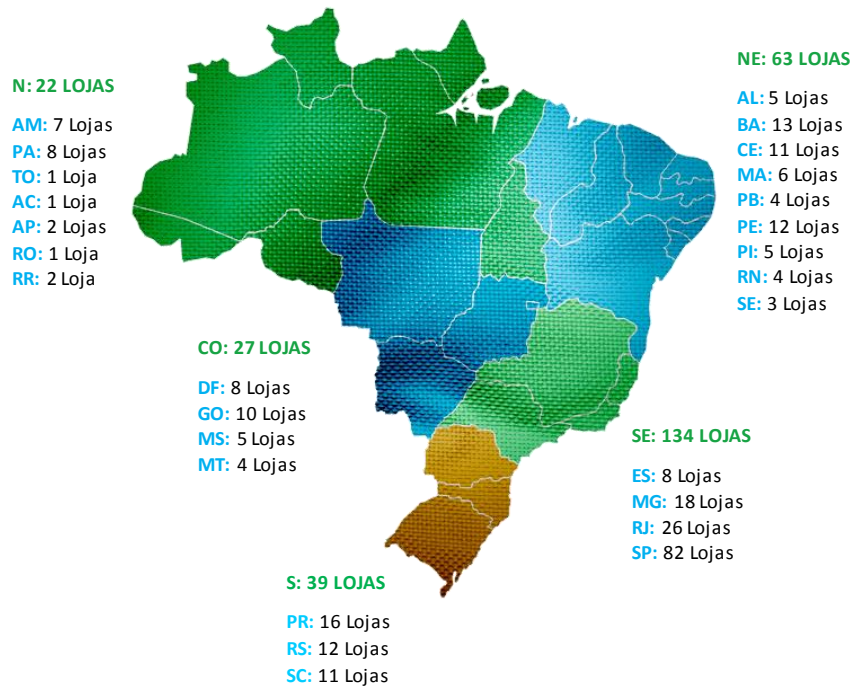 N: 22 LOJAS
AM: 7 Lojas
PA: 8 Lojas
TO: 1 Loja
AC: 1 Loja
AP: 2 Lojas
RO: 1 Loja
RR: 2 Loja
NE: 63 LOJAS
AL: 5 Lojas
BA: 13 Lojas
CE: 11 Lojas
MA: 6 Lojas
PB: 4 Lojas
PE: 12 Lojas
PI: 5 Lojas
RN: 4 Lojas
SE: 3 Lojas
CO: 27 LOJAS
DF: 8 Lojas
GO: 10 Lojas
MS: 5 Lojas
MT: 4 Lojas
SE: 134 LOJAS
ES: 8 Lojas
MG: 18 Lojas
RJ: 26 Lojas
SP: 82 Lojas
S: 39 LOJAS
PR: 16 Lojas
RS: 12 Lojas
SC: 11 Lojas